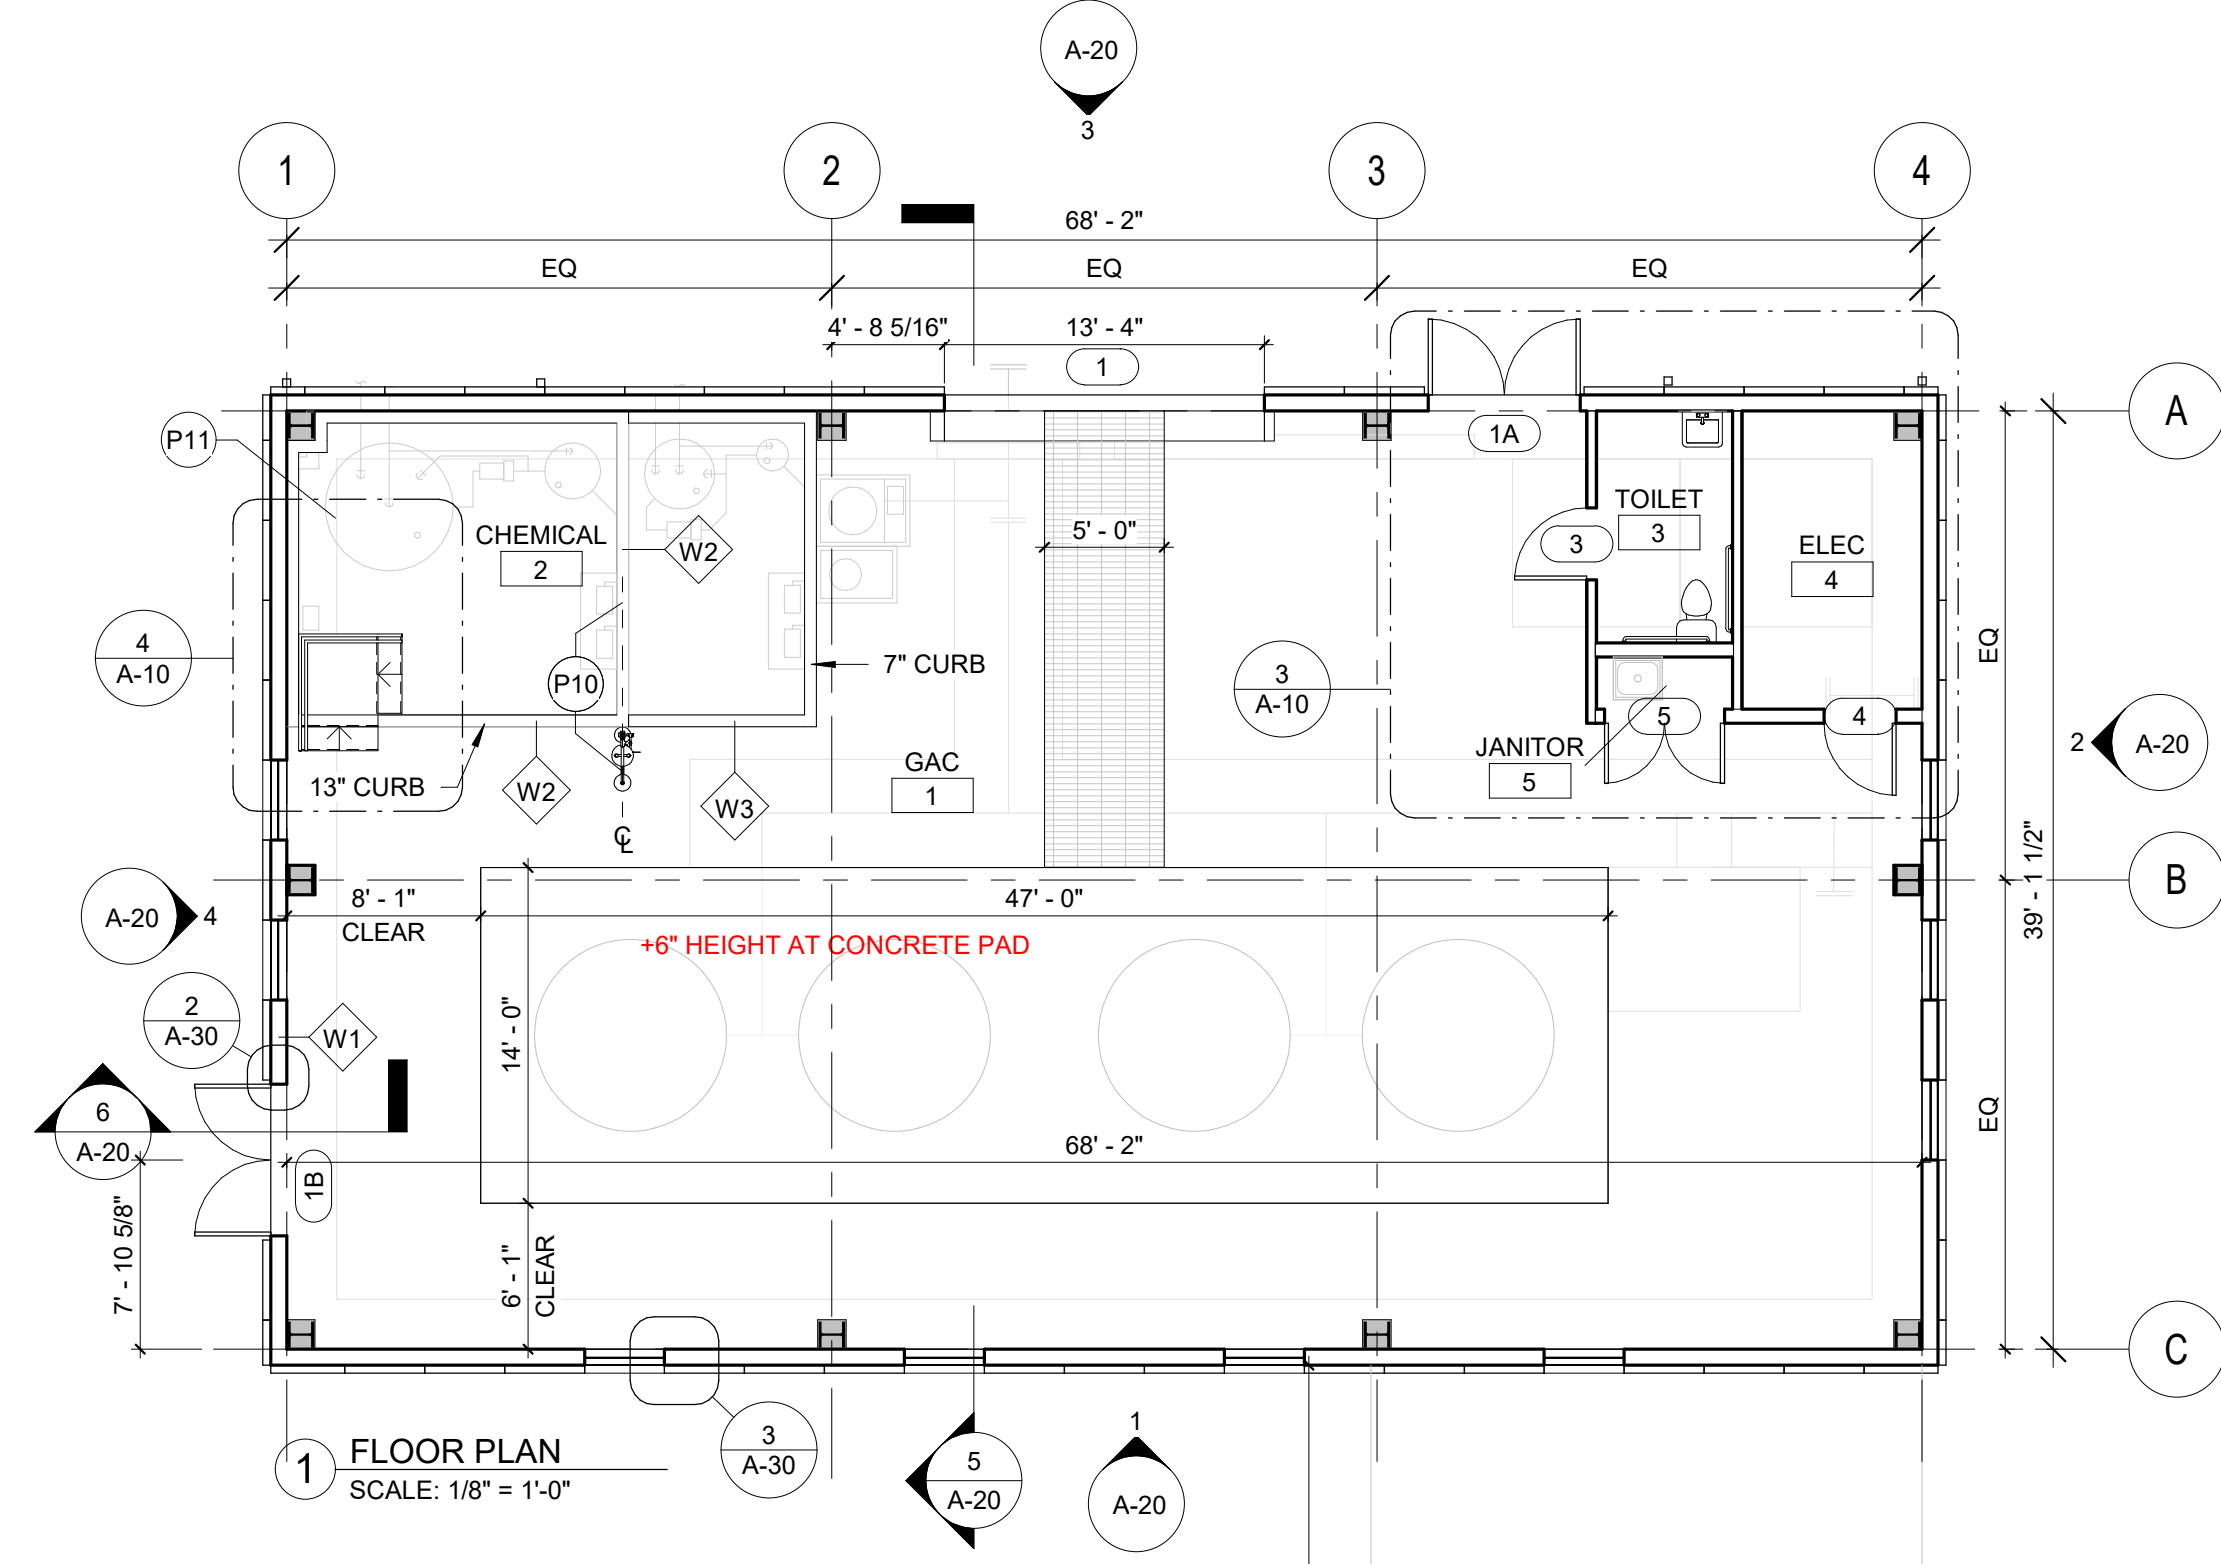 A-20
3
1
2
3
4
68' - 2"
EQ
EQ
EQ
4' - 8 5/16"
13' - 4"
1
A
P11
1A
TOILET
3
CHEMICAL
2
W2
5' - 0"
3
ELEC
4
4
A-10
P10
7" CURB
3
A-10
EQ
5
4
2
A-20
JANITOR
5
GAC
1
13" CURB
W2
W3
CL
39' - 1 1/2"
B
A-20
4
8' - 1"
CLEAR
47' - 0"
+6" HEIGHT AT CONCRETE PAD
2
A-30
W1
14' - 0"
EQ
6
A-20
68' - 2"
1B
7' - 10 5/8"
6' - 1"
CLEAR
C
1
FLOOR PLAN
SCALE: 1/8" = 1'-0"
3
A-30
5
A-20
1
A-20